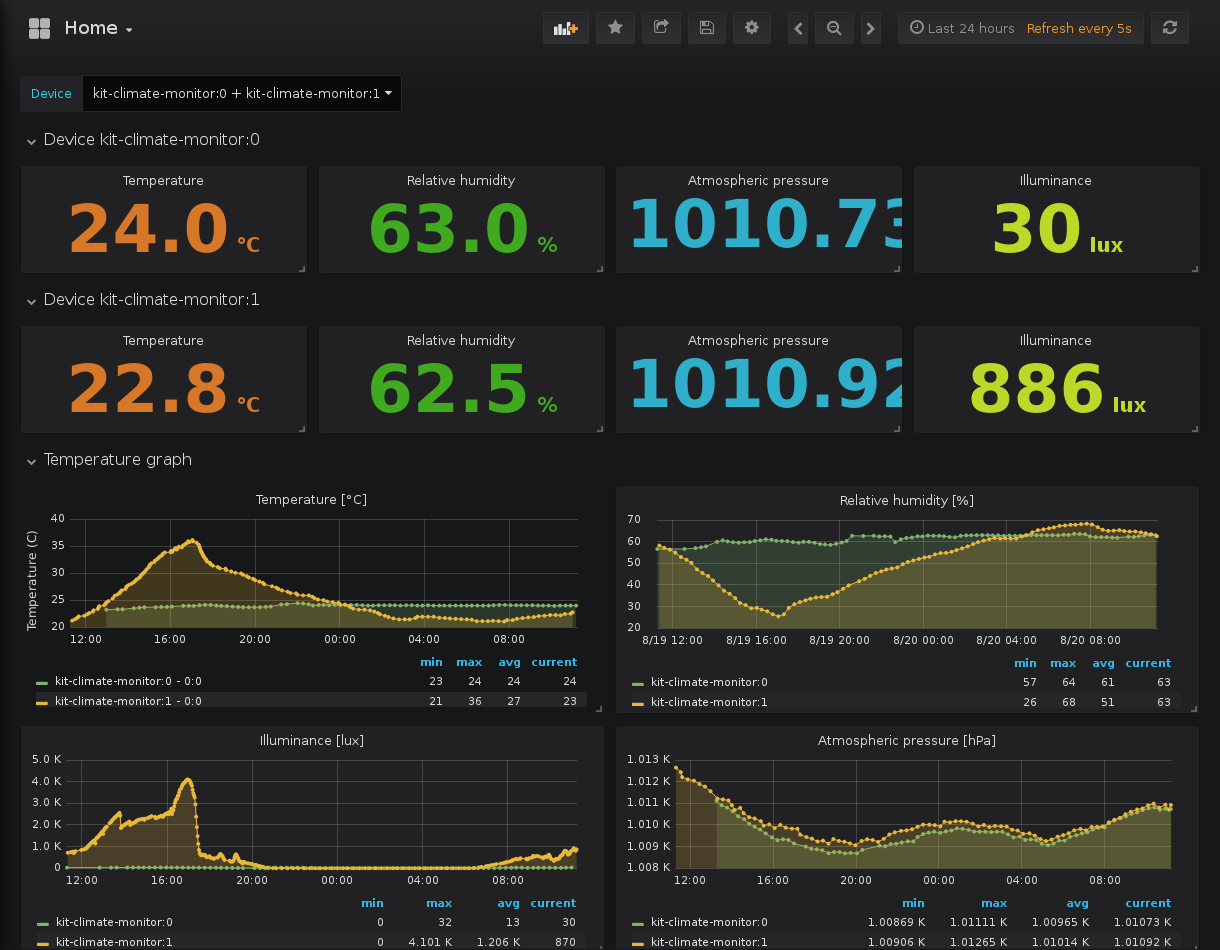 Home
Last 24 hours Refresh every 5s
Device kit-climate-monitor:0 + kit-climate-monitor:1
Device kit-climate-monitor:0
Temperature Relative humidity Atmospheric pressure Illuminance
24.0 °C 63.0 % 1010.73 30 lux
Device kit-climate-monitor:1
Temperature Relative humidity Atmospheric pressure Illuminance
22.8 °C 62.5 % 1010.92 886 lux
Temperature graph
Temperature [°C]
Temperature (C)
40
35
30
25
20
12:00 16:00 20:00 00:00 04:00 08:00
min max avg current
kit-climate-monitor:0 - 0:0 23 24 24 24
kit-climate-monitor:1 - 0:0 21 36 27 23
Relative humidity [%]
70
60
50
40
30
20
8/19 12:00 8/19 16:00 8/19 20:00 8/20 00:00 8/20 04:00 8/20 08:00
min max avg current
kit-climate-monitor:0 57 64 61 63
kit-climate-monitor:1 26 68 51 63
Illuminance [lux]
5.0 K
4.0 K
3.0 K
2.0 K
1.0 K
0
12:00 16:00 20:00 00:00 04:00 08:00
min max avg current
kit-climate-monitor:0 0 32 13 30
kit-climate-monitor:1 0 4.101 K 1.206 K 870
Atmospheric pressure [hPa]
1.013 K
1.012 K
1.011 K
1.010 K
1.009 K
1.008 K
12:00 16:00 20:00 00:00 04:00 08:00
min max avg current
kit-climate-monitor:0 1.00869 K 1.01111 K 1.00965 K 1.01073 K
kit-climate-monitor:1 1.00906 K 1.01265 K 1.01014 K 1.01092 K